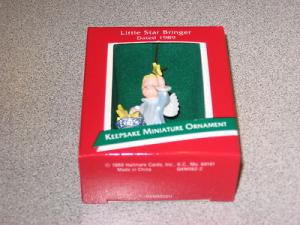 Little Star Bringer
Dated 1989
KEEPSAKE MINIATURE ORNAMENT
© 1989 Hallmark Cards, Inc. K.C. Mo. 64141
Made in China